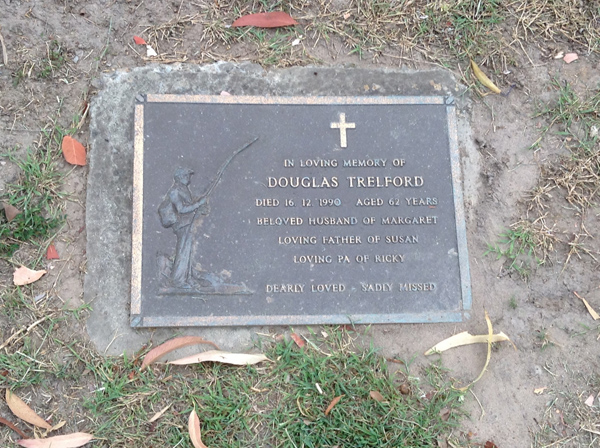 IN LOVING MEMORY OF
DOUGLAS TRELFORD
DIED 16.12.1990 AGED 62 YEARS
BELOVED HUSBAND OF MARGARET
LOVING FATHER OF SUSAN
LOVING PA OF RICKY
DEARLY LOVED - SADLY MISSED